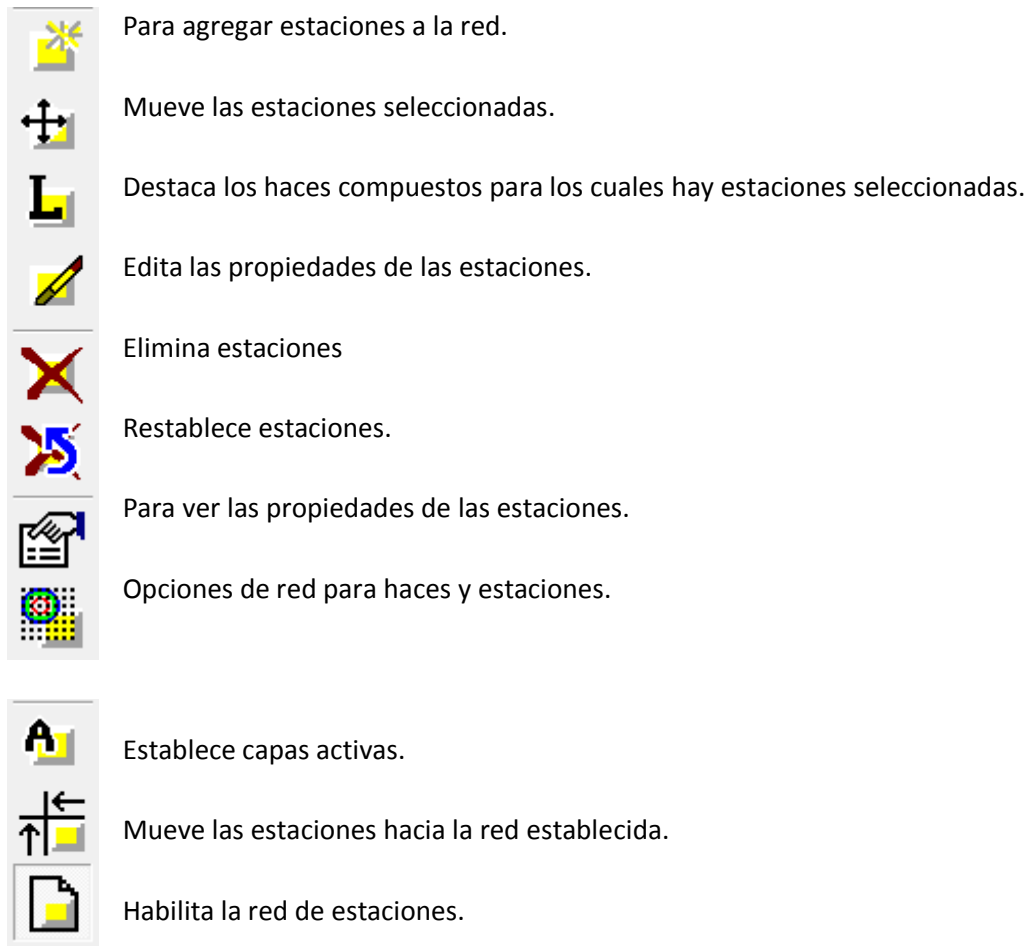 Para agregar estaciones a la red.
Mueve las estaciones seleccionadas.
Destaca los haces compuestos para los cuales hay estaciones seleccionadas.
Edita las propiedades de las estaciones.
Elimina estaciones
Restablece estaciones.
Para ver las propiedades de las estaciones.
Opciones de red para haces y estaciones.
Establece capas activas.
Mueve las estaciones hacia la red establecida.
Habilita la red de estaciones.